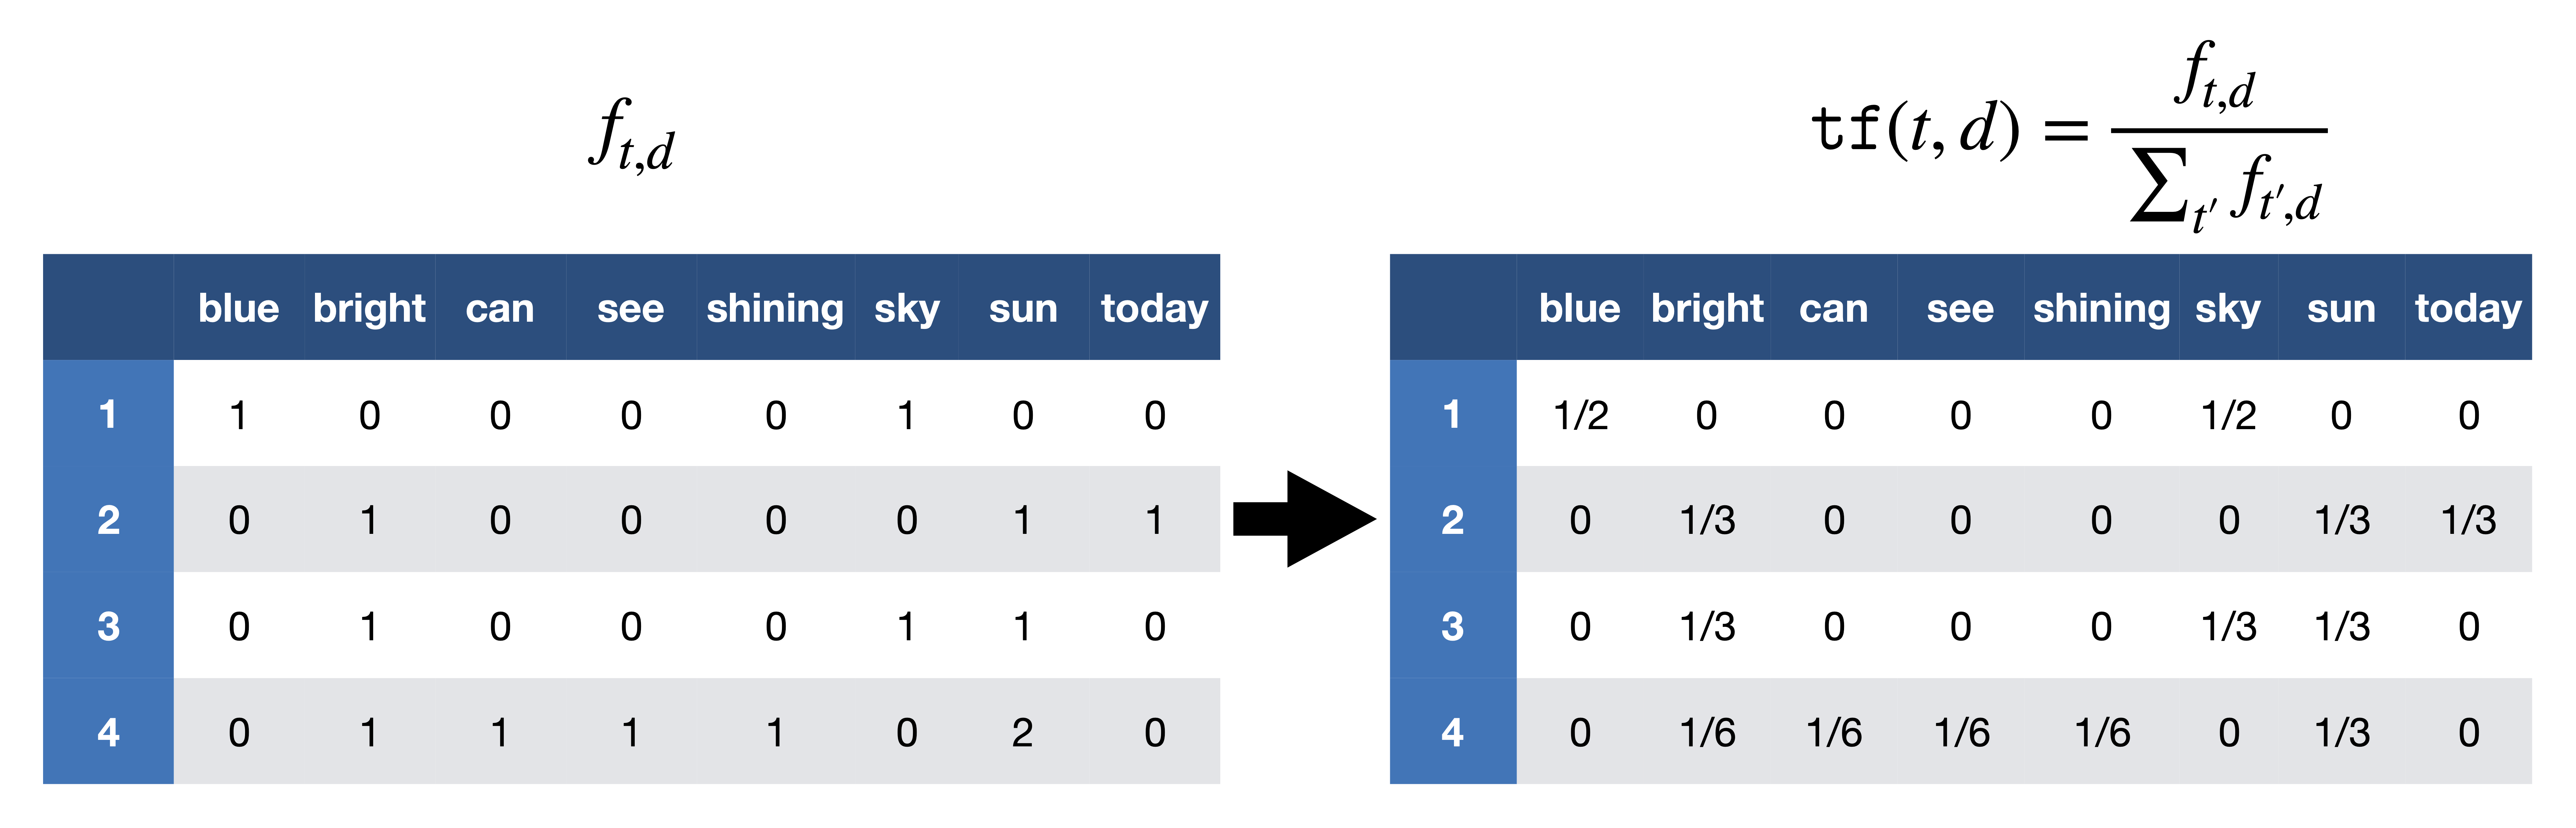 f_{t,d}
tf(t, d) = \frac{f_{t,d}}{\sum_{t'} f_{t',d}}
blue bright can see shining sky sun today
1 1 0 0 0 0 1 0 0
2 0 1 0 0 0 0 1 1
3 0 1 0 0 0 1 1 0
4 0 1 1 1 1 0 2 0
blue bright can see shining sky sun today
1 1/2 0 0 0 0 1/2 0 0
2 0 1/3 0 0 0 0 1/3 1/3
3 0 1/3 0 0 0 1/3 1/3 0
4 0 1/6 1/6 1/6 1/6 0 1/3 0